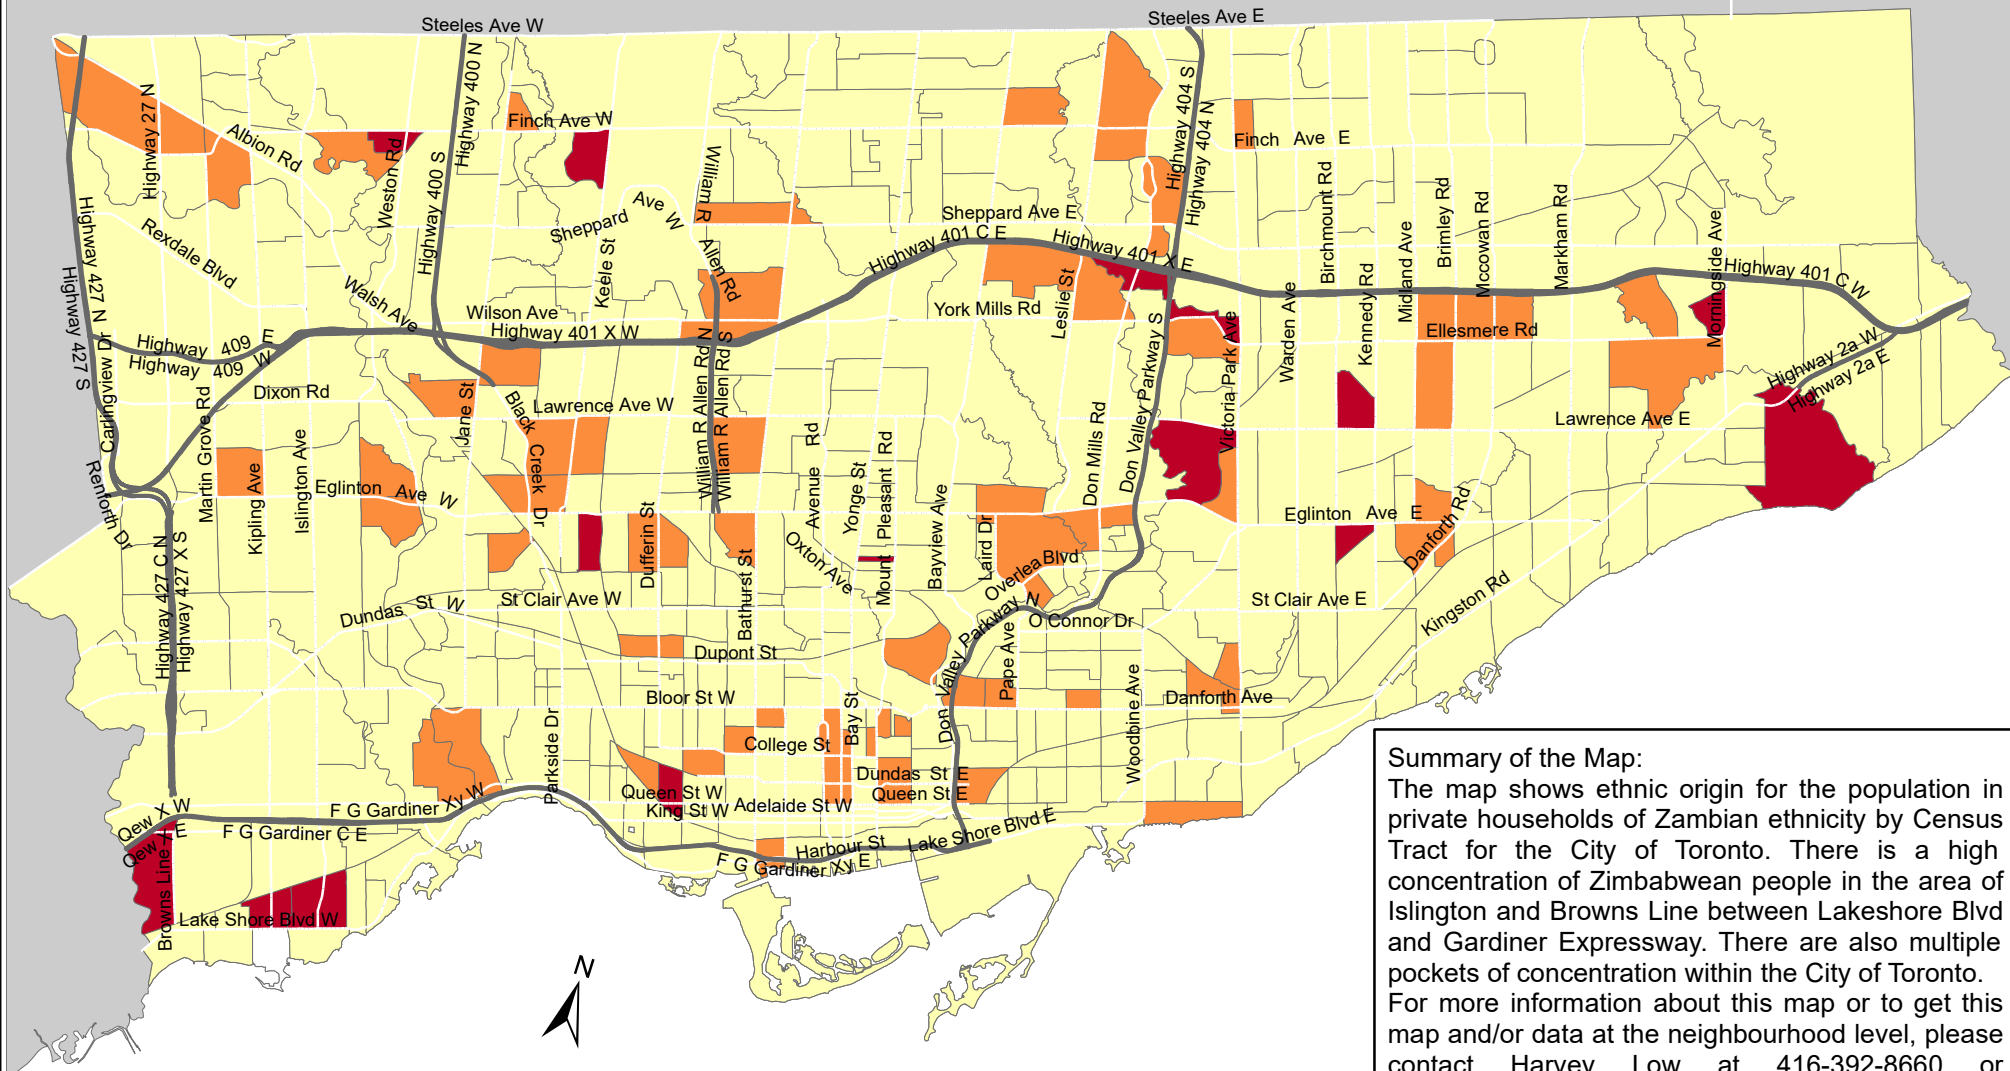 Steeles Ave W
Steeles Ave E
Highway 400 N
Highway 404 S
Highway 27 N
Finch Ave W
Highway 404 N
Albion Rd
Finch Ave E
Weston Rd
Highway 400 S
William R Allen Rd
Birchmount Rd
Brimley Rd
Mccowan Rd
Markham Rd
Sheppard Ave W
Sheppard Ave E
Highway 427 N
Rexdale Blvd
Keele St
Highway 401 C E
Highway 401 X E
Midland Ave
Morningside Ave
Highway 401 C W
Highway 427 S
Walsh Ave
Wilson Ave
York Mills Rd
Leslie St
Warden Ave
Kennedy Rd
Ellesmere Rd
Highway 401 X W
Highway 409 E
Highway 409 W
Carlingview Dr
William R Allen Rd N
William R Allen Rd S
Don Valley Parkway S
Victoria Park Ave
Highway 2a W
Highway 2a E
Dixon Rd
Martin Grove Rd
Jane St
Black Creek Dr
Lawrence Ave W
Lawrence Ave E
Don Mills Rd
Renforth Dr
Kipling Ave
Islington Ave
Eglinton Ave W
Avenue Rd
Yonge St
Mount Pleasant Rd
Bayview Ave
Laird Dr
Eglinton Ave E
Danforth Rd
Highway 427 C N
Highway 427 X S
Dufferin St
Bathurst St
Oxton Ave
Overlea Blvd
Dundas St W
St Clair Ave W
St Clair Ave E
Kingston Rd
Don Valley Parkway N
O Connor Dr
Pape Ave
Dupont St
Bloor St W
Bay St
Woodbine Ave
Danforth Ave
Parkside Dr
College St
Dundas St E
Queen St W
Queen St E
King St W
Adelaide St W
Qew X W
Qew X E
F G Gardiner Xy W
F G Gardiner C E
Harbour St
Lake Shore Blvd E
F G Gardiner Xy E
Browns Line
Lake Shore Blvd W
N
Summary of the Map:
The map shows ethnic origin for the population in
private households of Zambian ethnicity by Census
Tract for the City of Toronto. There is a high
concentration of Zimbabwean people in the area of
Islington and Browns Line between Lakeshore Blvd
and Gardiner Expressway. There are also multiple
pockets of concentration within the City of Toronto.
For more information about this map or to get this
map and/or data at the neighbourhood level, please
contact Harvey Low at 416-392-8660 or